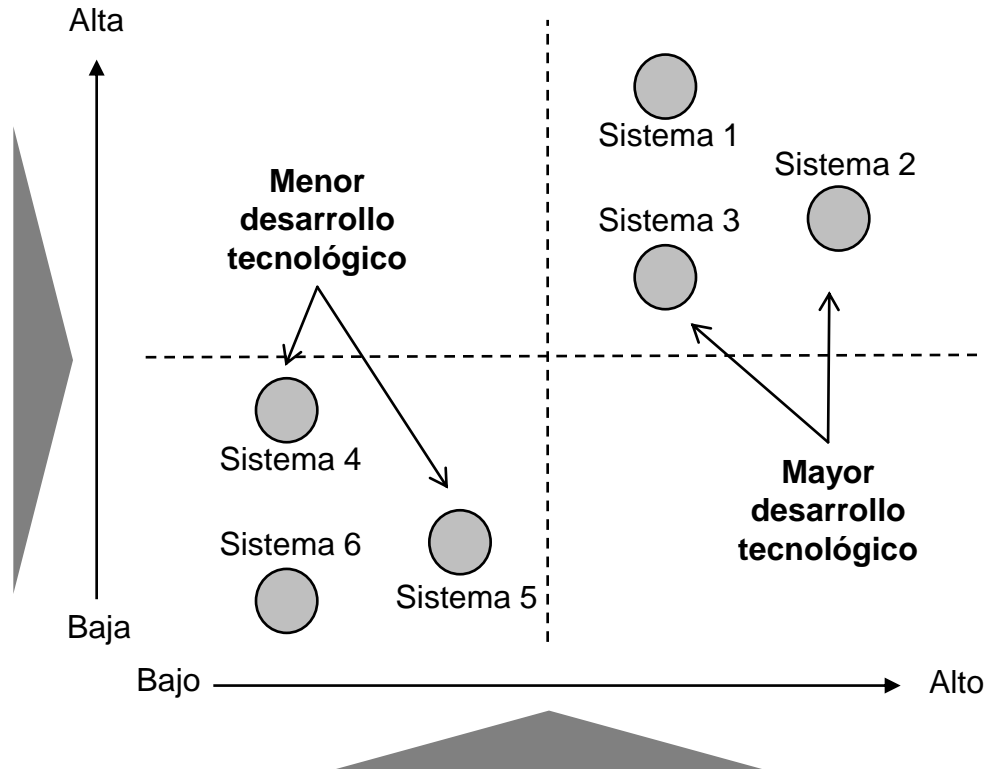 Alta
Sistema 1
Sistema 2
Menor
desarrollo
tecnológico
Sistema 3
Sistema 4
Mayor
desarrollo
tecnológico
Sistema 6
Sistema 5
Baja
Bajo
Alto